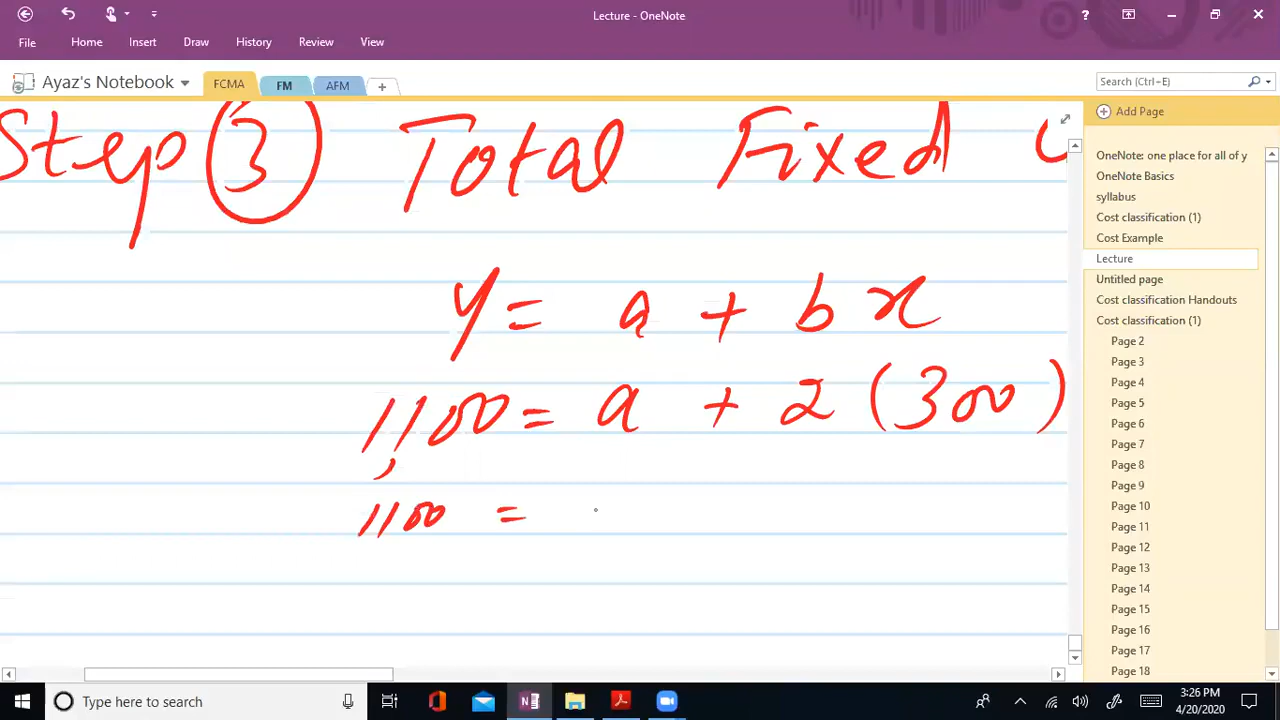 Lecture - OneNote
File Home Insert Draw History Review View
Ayaz's Notebook FCMA FM AFM +
Search (Ctrl+E)
Step 3 Total Fixed
y = a + b x
1100 = a + 2 (300)
1100 =
Add Page
OneNote: one place for all of y
OneNote Basics
syllabus
Cost classification (1)
Cost Example
Lecture
Untitled page
Cost classification Handouts
Cost classification (1)
Page 2
Page 3
Page 4
Page 5
Page 6
Page 7
Page 8
Page 9
Page 10
Page 11
Page 12
Page 13
Page 14
Page 15
Page 16
Page 17
Page 18
Type here to search
3:26 PM
4/20/2020